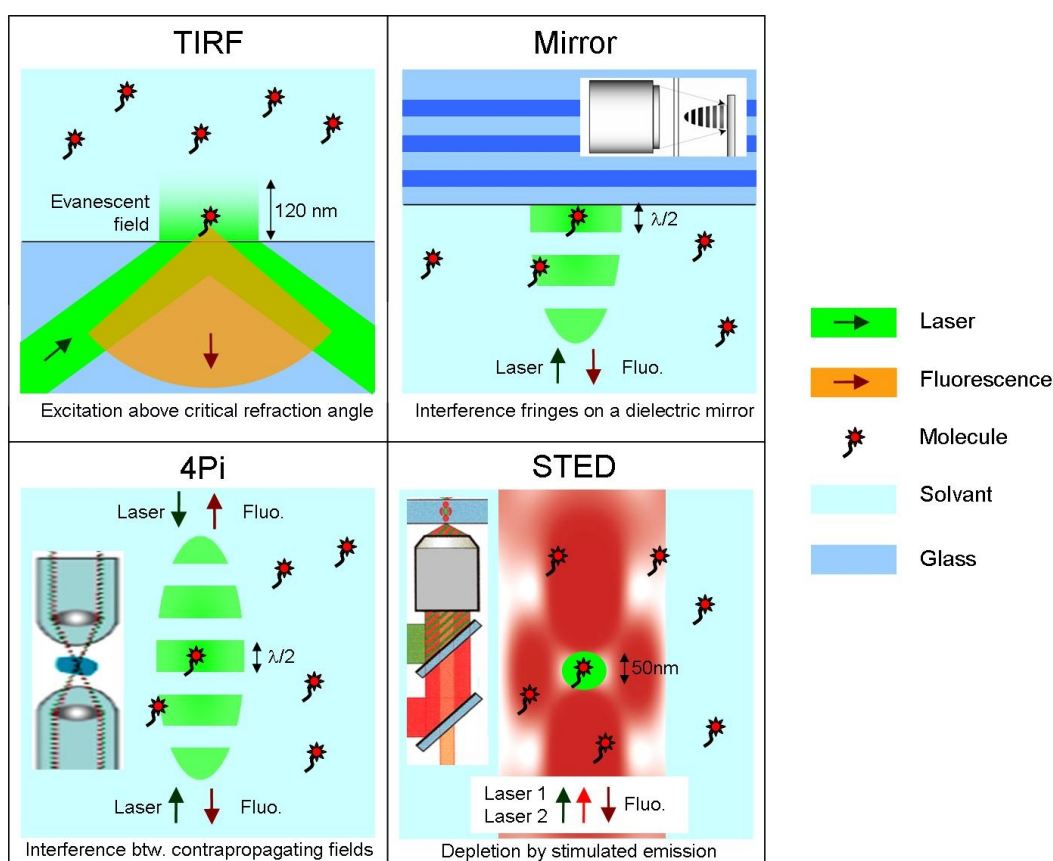 TIRF
Evanescent
field
120 nm
Excitation above critical refraction angle
Mirror
λ/2
Laser
Fluo.
Interference fringes on a dielectric mirror
4Pi
Laser
Fluo.
λ/2
Laser
Fluo.
Interference btw. contrapropagating fields
STED
50nm
Laser 1
Laser 2
Fluo.
Depletion by stimulated emission
Laser
Fluorescence
Molecule
Solvant
Glass